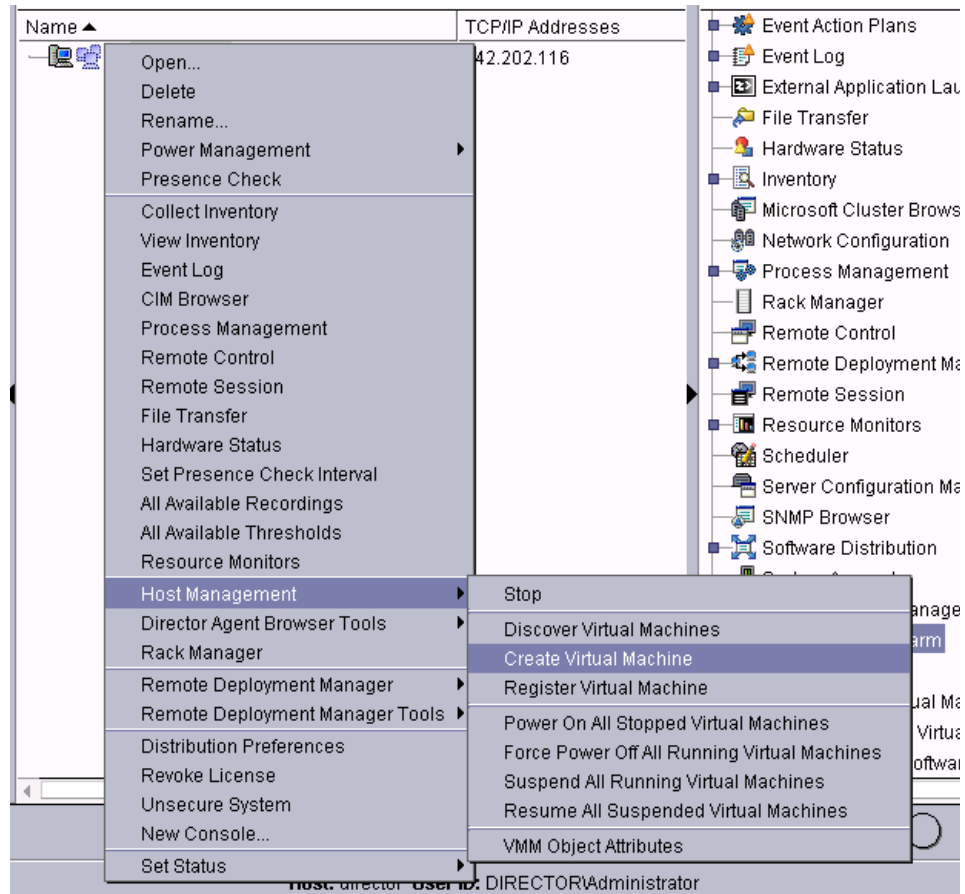 Name
TCP/IP Addresses
42.202.116
Open...
Delete
Rename...
Power Management
Presence Check
Collect Inventory
View Inventory
Event Log
CIM Browser
Process Management
Remote Control
Remote Session
File Transfer
Hardware Status
Set Presence Check Interval
All Available Recordings
All Available Thresholds
Resource Monitors
Host Management
Director Agent Browser Tools
Rack Manager
Remote Deployment Manager
Remote Deployment Manager Tools
Distribution Preferences
Revoke License
Unsecure System
New Console...
Set Status
Stop
Discover Virtual Machines
Create Virtual Machine
Register Virtual Machine
Power On All Stopped Virtual Machines
Force Power Off All Running Virtual Machines
Suspend All Running Virtual Machines
Resume All Suspended Virtual Machines
VMM Object Attributes
Event Action Plans
Event Log
External Application Lau
File Transfer
Hardware Status
Inventory
Microsoft Cluster Brows
Network Configuration
Process Management
Rack Manager
Remote Control
Remote Deployment Ma
Remote Session
Resource Monitors
Scheduler
Server Configuration Ma
SNMP Browser
Software Distribution
anage
arm
ual Ma
Virtua
oftwar
Host: director User ID: DIRECTOR\Administrator